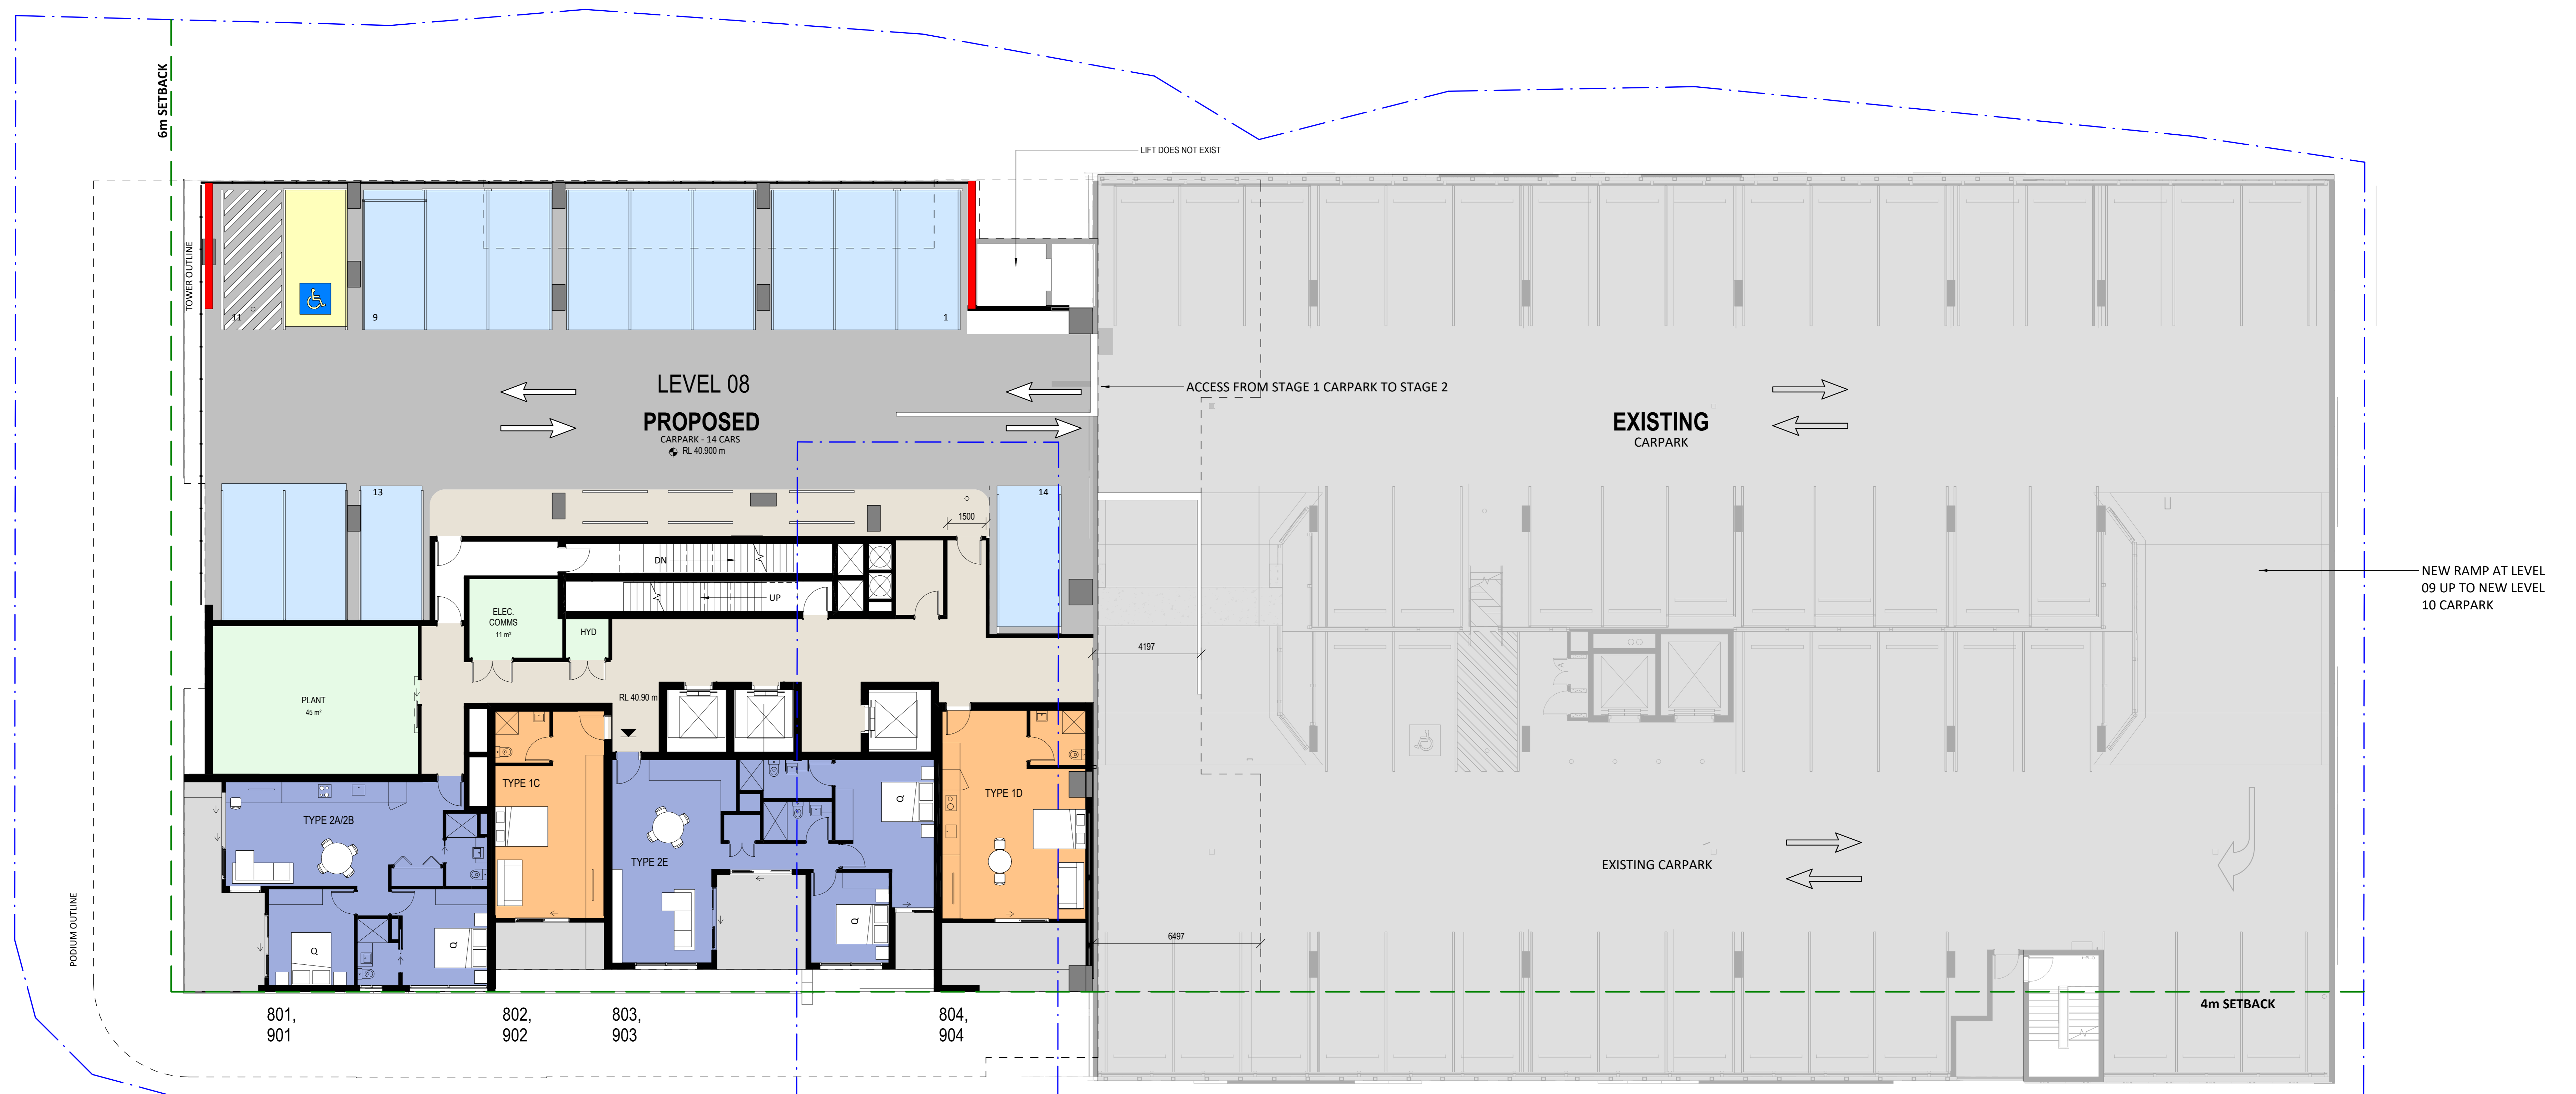 6m SETBACK
LIFT DOES NOT EXIST
TOWER OUTLINE
11
9
1
LEVEL 08
PROPOSED
CARPARK - 14 CARS
RL 40.900 m
ACCESS FROM STAGE 1 CARPARK TO STAGE 2
EXISTING
CARPARK
13
14
1500
DN
UP
NEW RAMP AT LEVEL
09 UP TO NEW LEVEL
10 CARPARK
ELEC.
COMMS
11 m²
HYD
4197
PLANT
45 m²
RL 40.90 m
TYPE 1C
TYPE 1D
TYPE 2A/2B
TYPE 2E
Q
Q
Q
Q
EXISTING CARPARK
PODIUM OUTLINE
6497
4m SETBACK
801,
901
802,
902
803,
903
804,
904